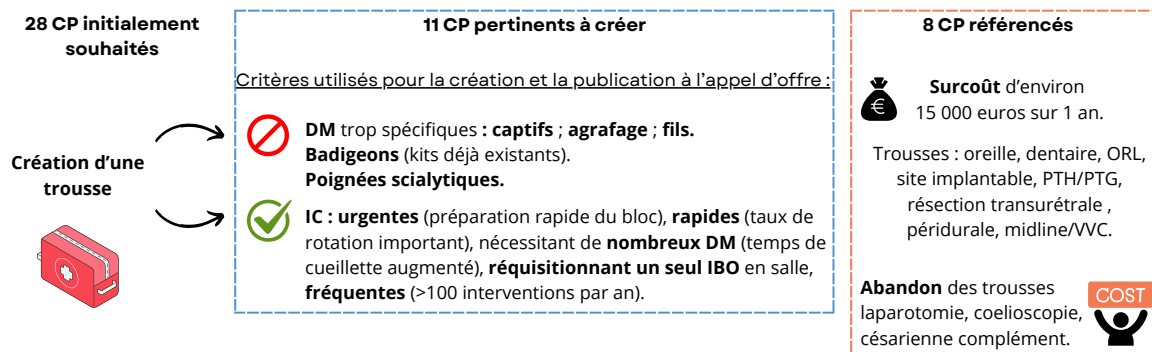 28 CP initialement
souhaités
Création d'une
trousse
11 CP pertinents à créer
Critères utilisés pour la création et la publication à l'appel d'offre :
DM trop spécifiques : captifs ; agrafage ; fils.
Badigeons (kits déjà existants).
Poignées scialytiques.
IC : urgentes (préparation rapide du bloc), rapides (taux de
rotation important), nécessitant de nombreux DM (temps de
cueillette augmenté), réquisitionnant un seul IBO en salle,
fréquentes (>100 interventions par an).
8 CP référencés
€
Surcoût d'environ
15 000 euros sur 1 an.
Trousses : oreille, dentaire, ORL,
site implantable, PTH/PTG,
résection transurétrale ,
péridurale, midline/VVC.
Abandon des trousses
laparotomie, coelioscopie,
césarienne complément.
COST